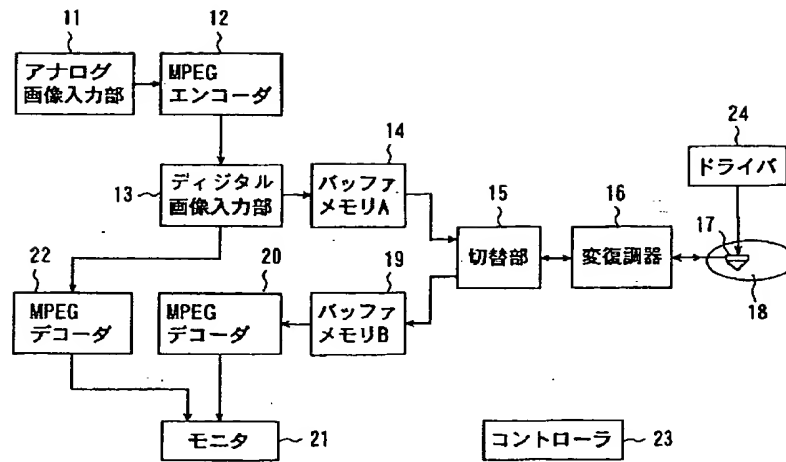 11
12
アナログ
画像入力部
MPEG
エンコーダ
14
24
ドライバ
13
ディジタル
画像入力部
バッファ
メモリA
15
16
17
切替部
変復調器
18
22
20
19
MPEG
デコーダ
MPEG
デコーダ
バッファ
メモリB
モニタ
21
コントローラ
23